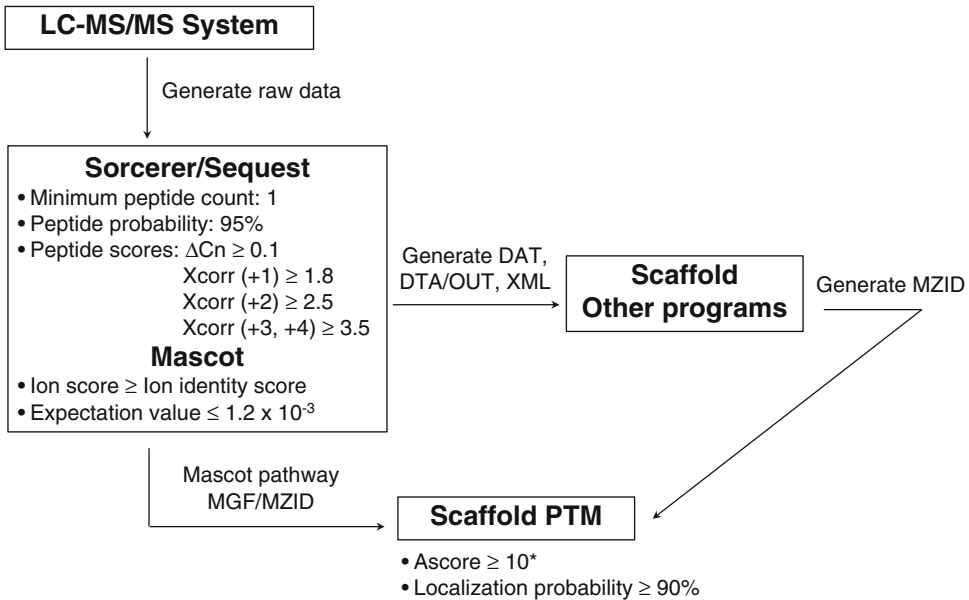 LC-MS/MS System
Generate raw data
Sorcerer/Sequest
• Minimum peptide count: 1
• Peptide probability: 95%
• Peptide scores: ΔCn ≥ 0.1
Xcorr (+1) ≥ 1.8
Xcorr (+2) ≥ 2.5
Xcorr (+3, +4) ≥ 3.5
Mascot
• Ion score ≥ Ion identity score
• Expectation value ≤ 1.2 x 10⁻³
Generate DAT,
DTA/OUT, XML
Scaffold
Other programs
Generate MZID
Mascot pathway
MGF/MZID
Scaffold PTM
• Ascore ≥ 10*
• Localization probability ≥ 90%